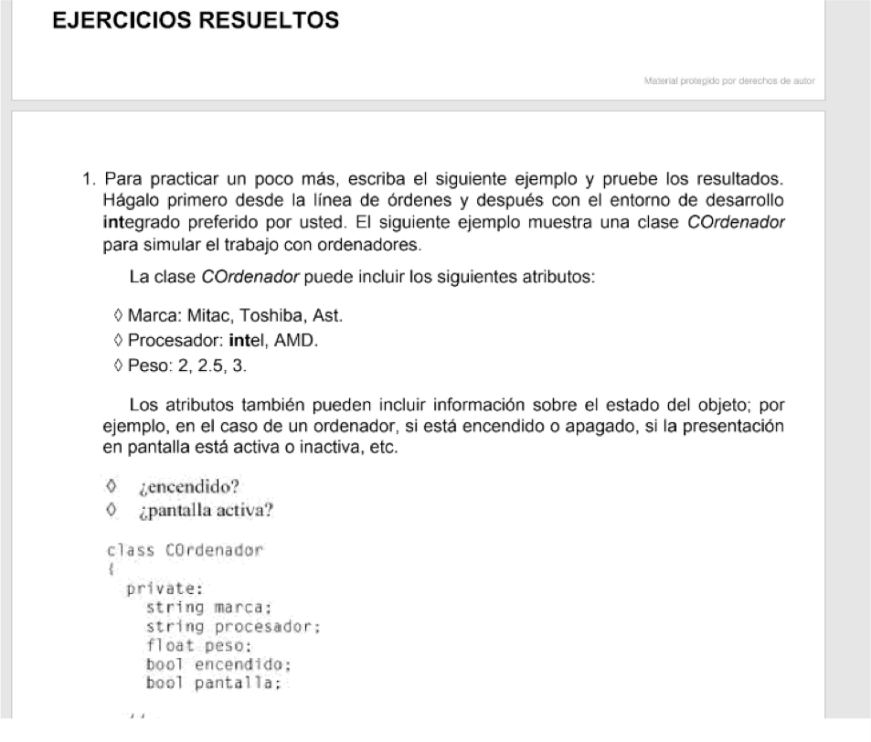 EJERCICIOS RESUELTOS
Material protegido por derechos de autor
1. Para practicar un poco más, escriba el siguiente ejemplo y pruebe los resultados.
Hágalo primero desde la línea de órdenes y después con el entorno de desarrollo
integrado preferido por usted. El siguiente ejemplo muestra una clase COrdenador
para simular el trabajo con ordenadores.
La clase COrdenador puede incluir los siguientes atributos:
◊ Marca: Mitac, Toshiba, Ast.
◊ Procesador: intel, AMD.
◊ Peso: 2, 2.5, 3.
Los atributos también pueden incluir información sobre el estado del objeto; por
ejemplo, en el caso de un ordenador, si está encendido o apagado, si la presentación
en pantalla está activa o inactiva, etc.
◊ ¿encendido?
◊ ¿pantalla activa?
class COrdenador
{
private:
string marca;
string procesador;
float peso;
bool encendido;
bool pantalla;